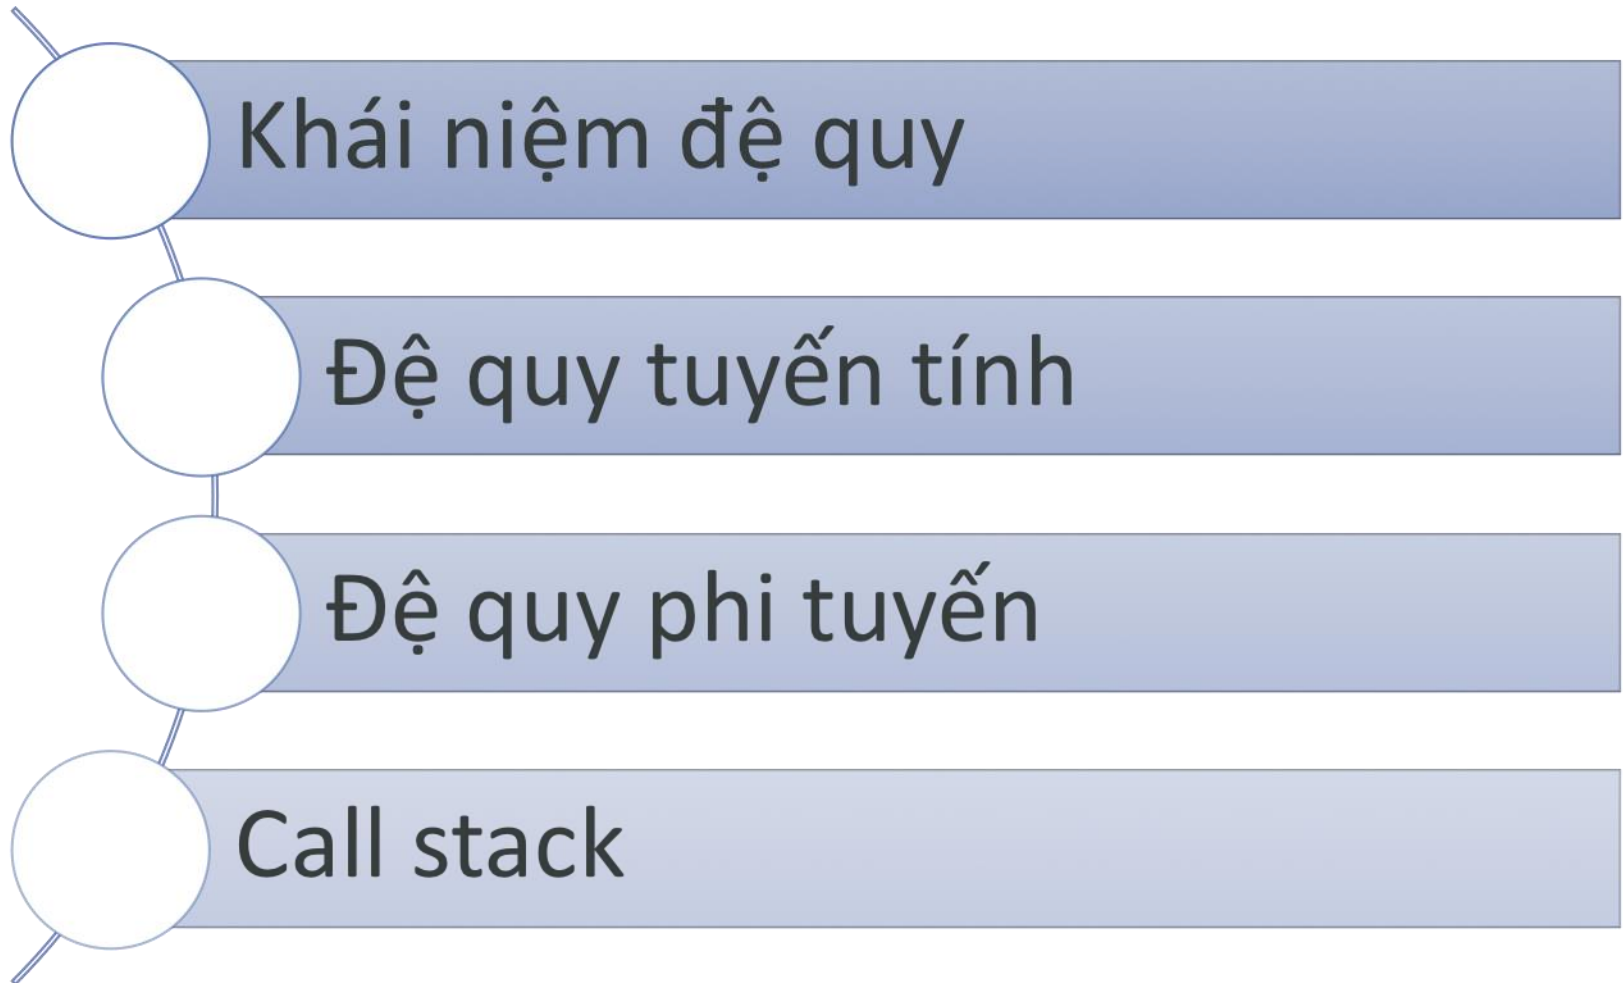 Khái niệm đệ quy
Đệ quy tuyến tính
Đệ quy phi tuyến
Call stack